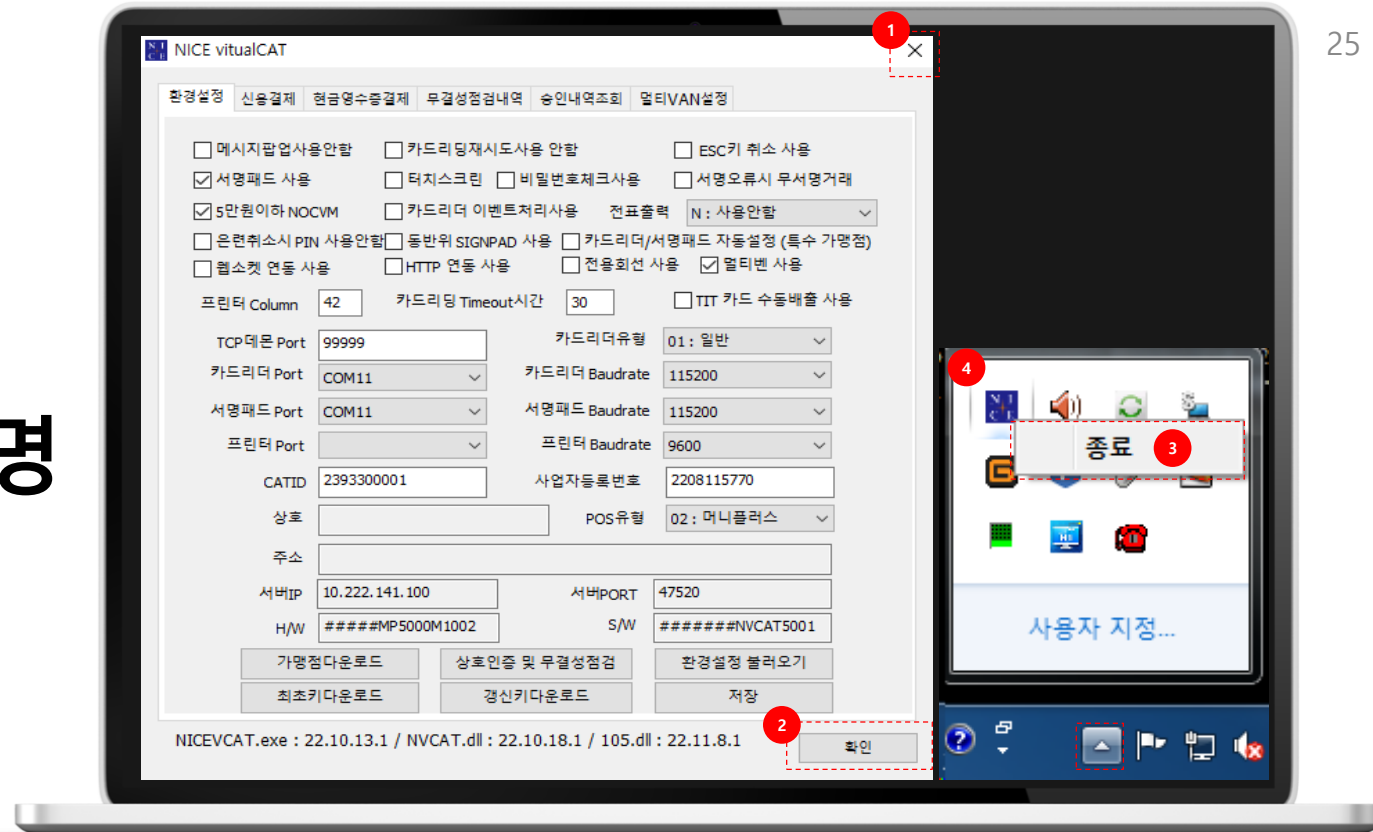 25
명
1
NICE vitualCAT
환경설정 신용결제 현금영수증결제 무결성점검내역 승인내역조회 멀티VAN설정
메시지팝업사용안함 카드리딩재시도사용 안함 ESC키 취소 사용
서명패드 사용 터치스크린 비밀번호체크사용 서명오류시 무서명거래
5만원이하 NOCVM 카드리더 이벤트처리사용 전표출력 N : 사용안함
은련취소시 PIN 사용안함 동반위 SIGNPAD 사용 카드리더/서명패드 자동설정 (특수 가맹점)
웹소켓 연동 사용 HTTP 연동 사용 전용회선 사용 멀티벤 사용
프린터 Column 42 카드리딩 Timeout시간 30 TIT 카드 수동배출 사용
TCP데몬 Port 99999 카드리더유형 01 : 일반
카드리더 Port COM11 카드리더 Baudrate 115200
서명패드 Port COM11 서명패드 Baudrate 115200
프린터 Port 프린터 Baudrate 9600
CATID 2393300001 사업자등록번호 2208115770
상호 POS유형 02 : 머니플러스
주소
서버IP 10.222.141.100 서버PORT 47520
H/W #####MP5000M1002 S/W #######NVCAT5001
가맹점다운로드 상호인증 및 무결성점검 환경설정 불러오기
최초키다운로드 갱신키다운로드 저장
2
NICEVCAT.exe : 22.10.13.1 / NVCAT.dll : 22.10.18.1 / 105.dll : 22.11.8.1 확인
4
NICE
종료 3
사용자 지정...